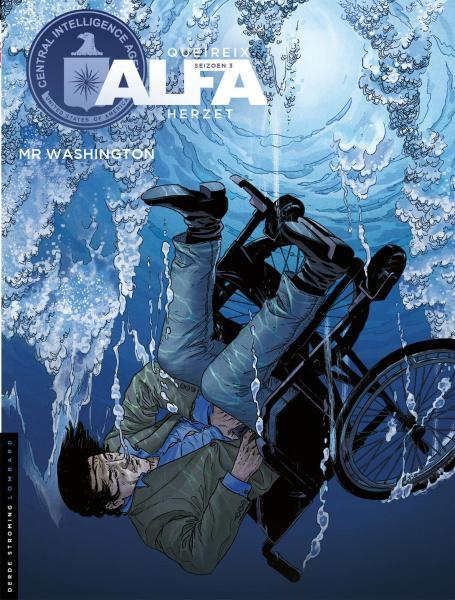 CENTRAL INTELLIGENCE AGENCY
UNITED STATES OF AMERICA
QUEIREIX
SEIZOEN 3
ALFA
HERZET
MR WASHINGTON
DERDE STROMING LOMBARD